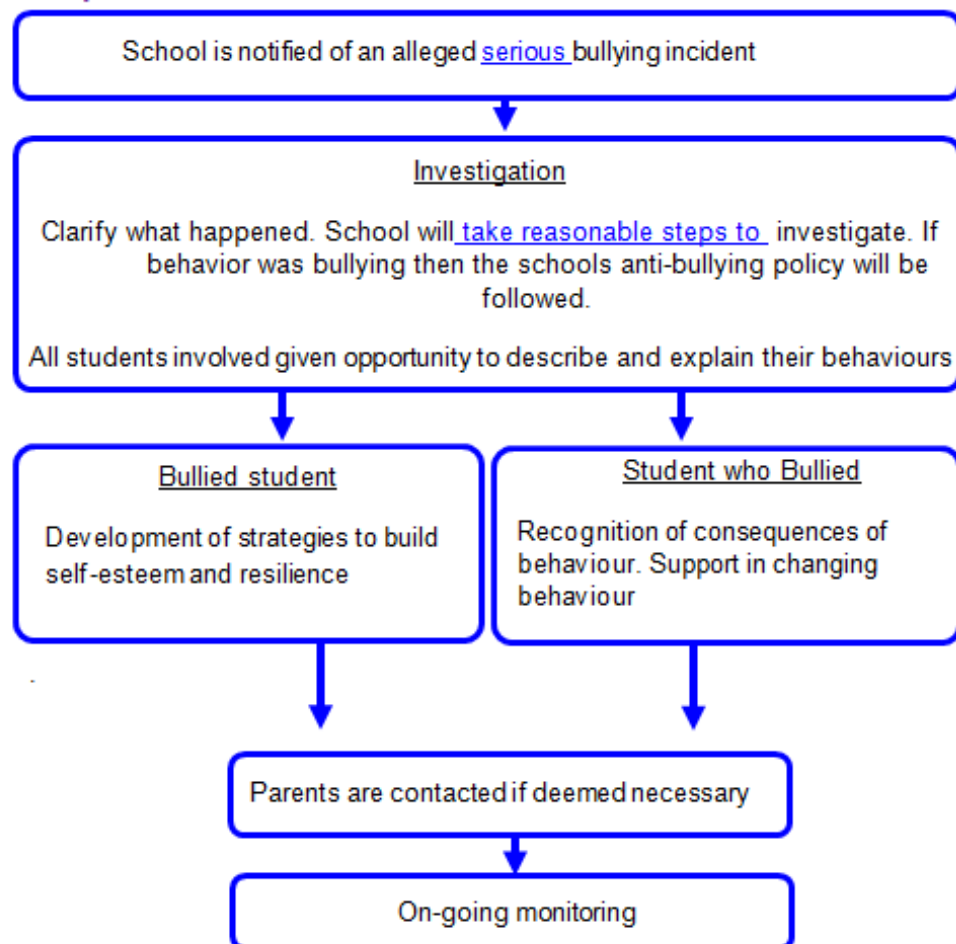 School is notified of an alleged serious bullying incident
Investigation
Clarify what happened. School will take reasonable steps to investigate. If
behavior was bullying then the schools anti-bullying policy will be
followed.
All students involved given opportunity to describe and explain their behaviours
Bullied student
Development of strategies to build
self-esteem and resilience
Student who Bullied
Recognition of consequences of
behaviour. Support in changing
behaviour
Parents are contacted if deemed necessary
On-going monitoring